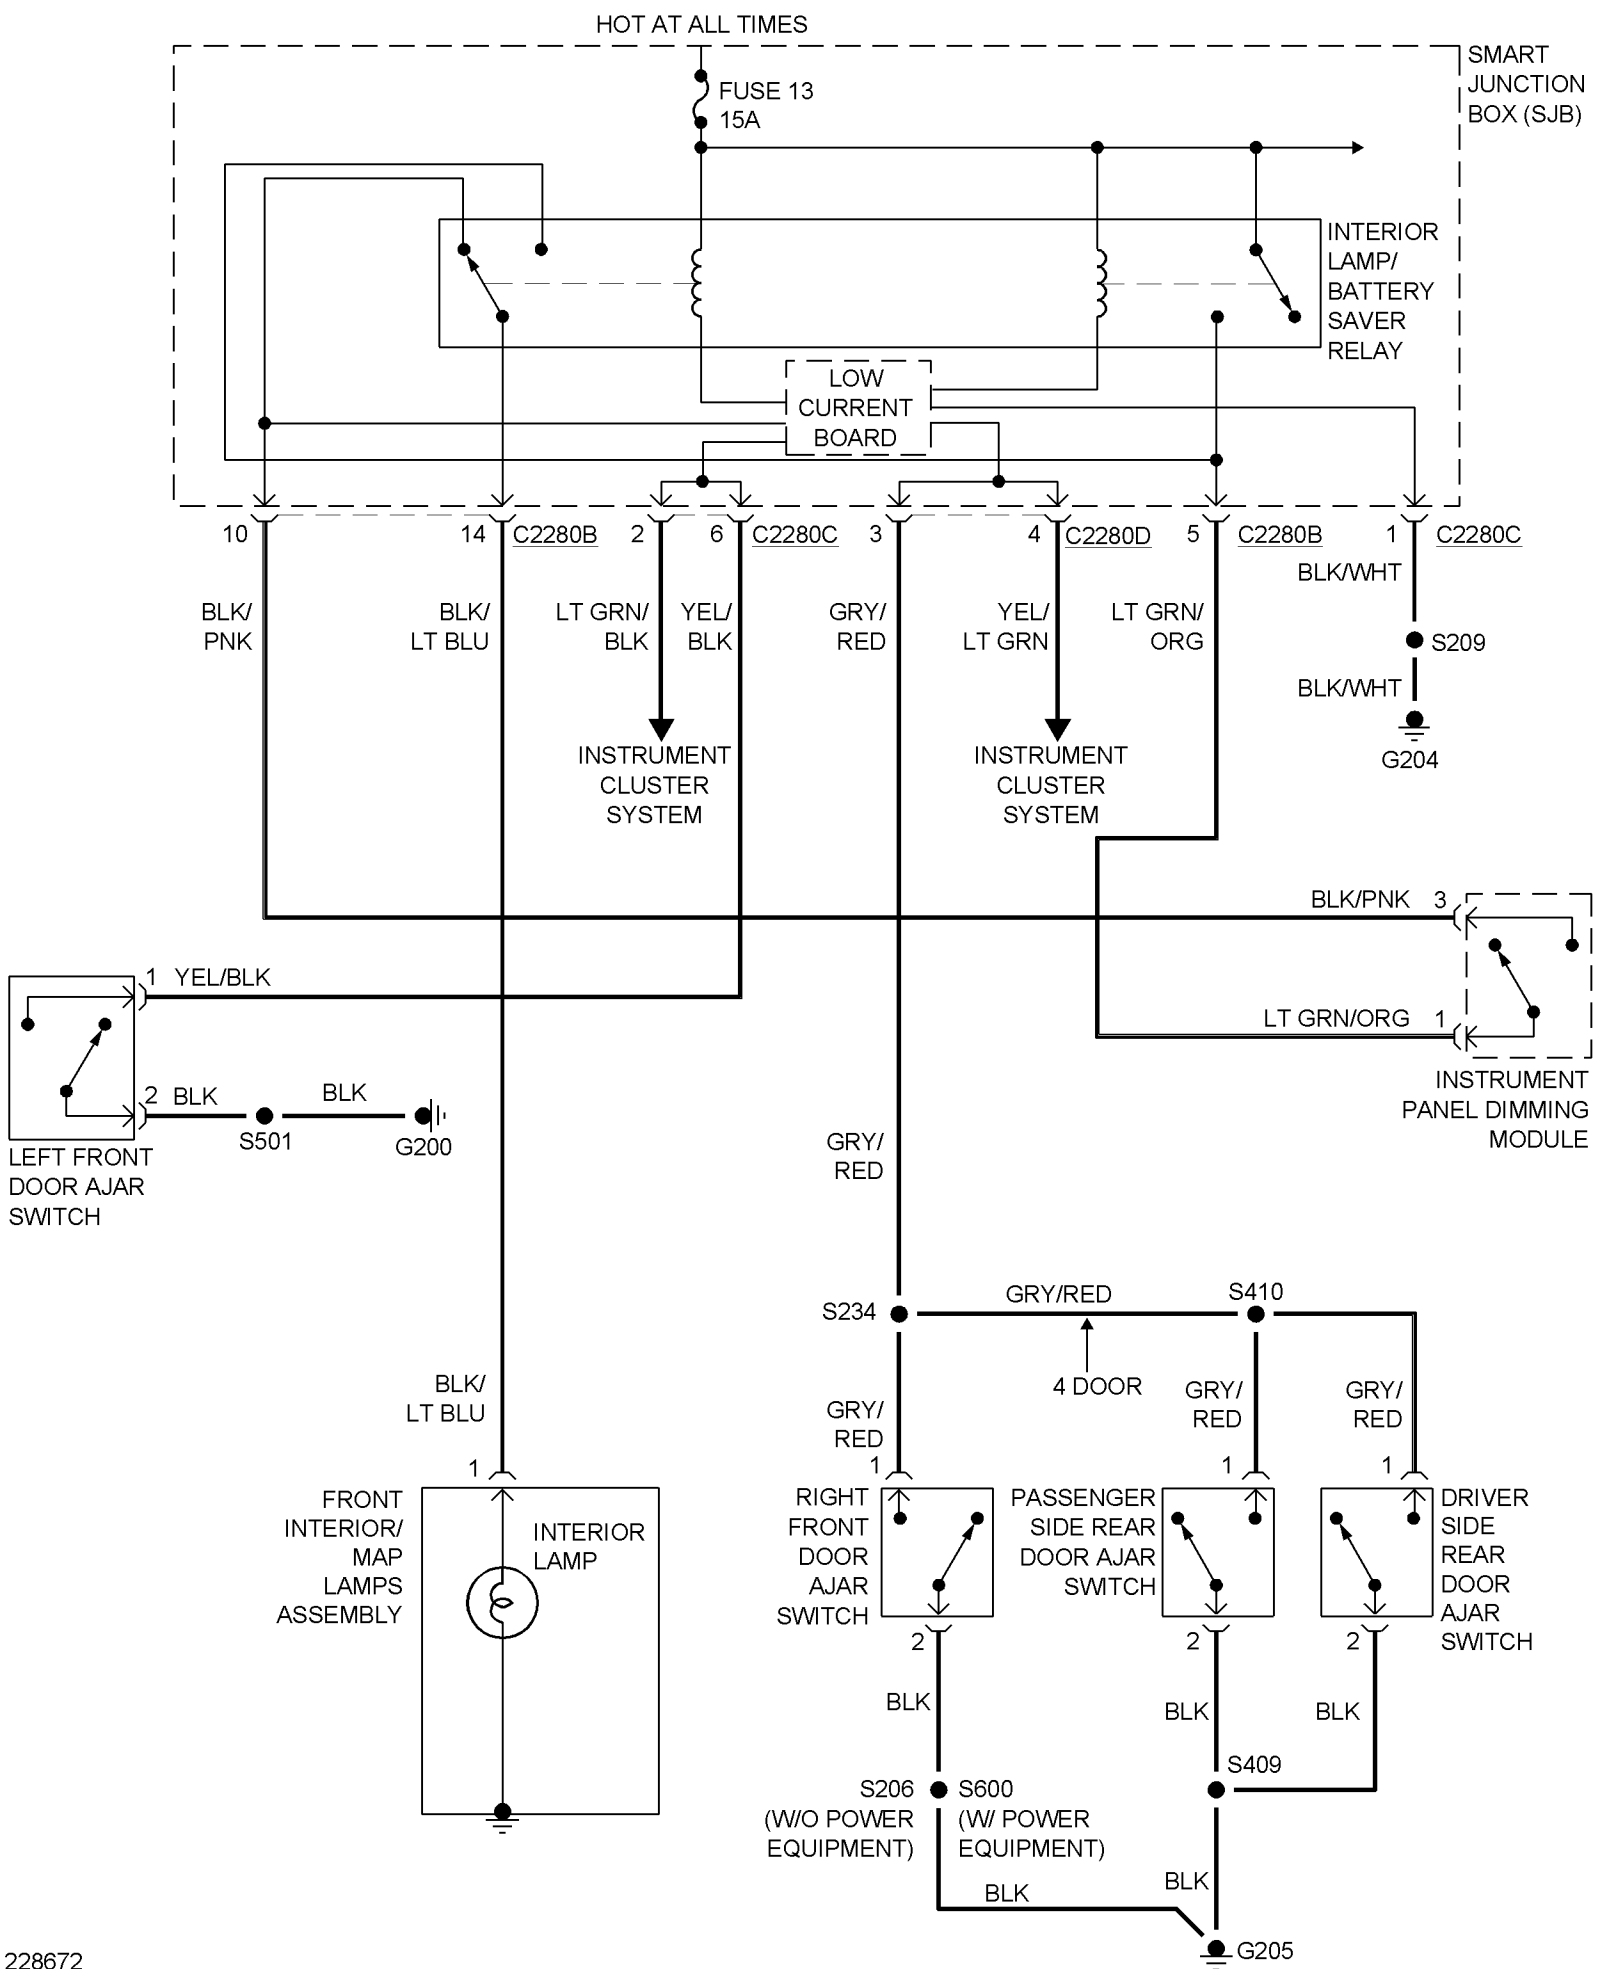 HOT AT ALL TIMES
SMART
JUNCTION
BOX (SJB)
FUSE 13
15A
INTERIOR
LAMP/
BATTERY
SAVER
RELAY
LOW
CURRENT
BOARD
10
14
C2280B
2
6
C2280C
3
4
C2280D
5
C2280B
1
C2280C
BLK/
PNK
BLK/
LT BLU
LT GRN/
BLK
YEL/
BLK
GRY/
RED
YEL/
LT GRN
LT GRN/
ORG
BLK/WHT
S209
BLK/WHT
G204
INSTRUMENT
CLUSTER
SYSTEM
INSTRUMENT
CLUSTER
SYSTEM
BLK/PNK 3
LT GRN/ORG 1
INSTRUMENT
PANEL DIMMING
MODULE
1 YEL/BLK
2 BLK
BLK
S501
G200
LEFT FRONT
DOOR AJAR
SWITCH
GRY/
RED
S234
GRY/RED
S410
4 DOOR
BLK/
LT BLU
GRY/
RED
GRY/
RED
GRY/
RED
1
1
1
1
FRONT
INTERIOR/
MAP
LAMPS
ASSEMBLY
INTERIOR
LAMP
RIGHT
FRONT
DOOR
AJAR
SWITCH
PASSENGER
SIDE REAR
DOOR AJAR
SWITCH
DRIVER
SIDE
REAR
DOOR
AJAR
SWITCH
2
2
2
BLK
BLK
BLK
S206
(W/O POWER
EQUIPMENT)
S600
(W/ POWER
EQUIPMENT)
S409
BLK
BLK
G205
228672